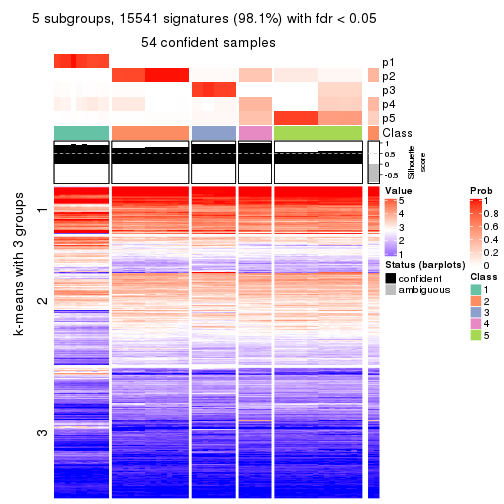 5 subgroups, 15541 signatures (98.1%) with fdr < 0.05
54 confident samples
p1
p2
p3
p4
p5
Class
1
0.5
0
-0.5
Silhouette
score
k-means with 3 groups
1
2
3
Value
5
4
3
2
1
Status (barplots)
confident
ambiguous
Prob
1
0.8
0.6
0.4
0.2
0
Class
1
2
3
4
5